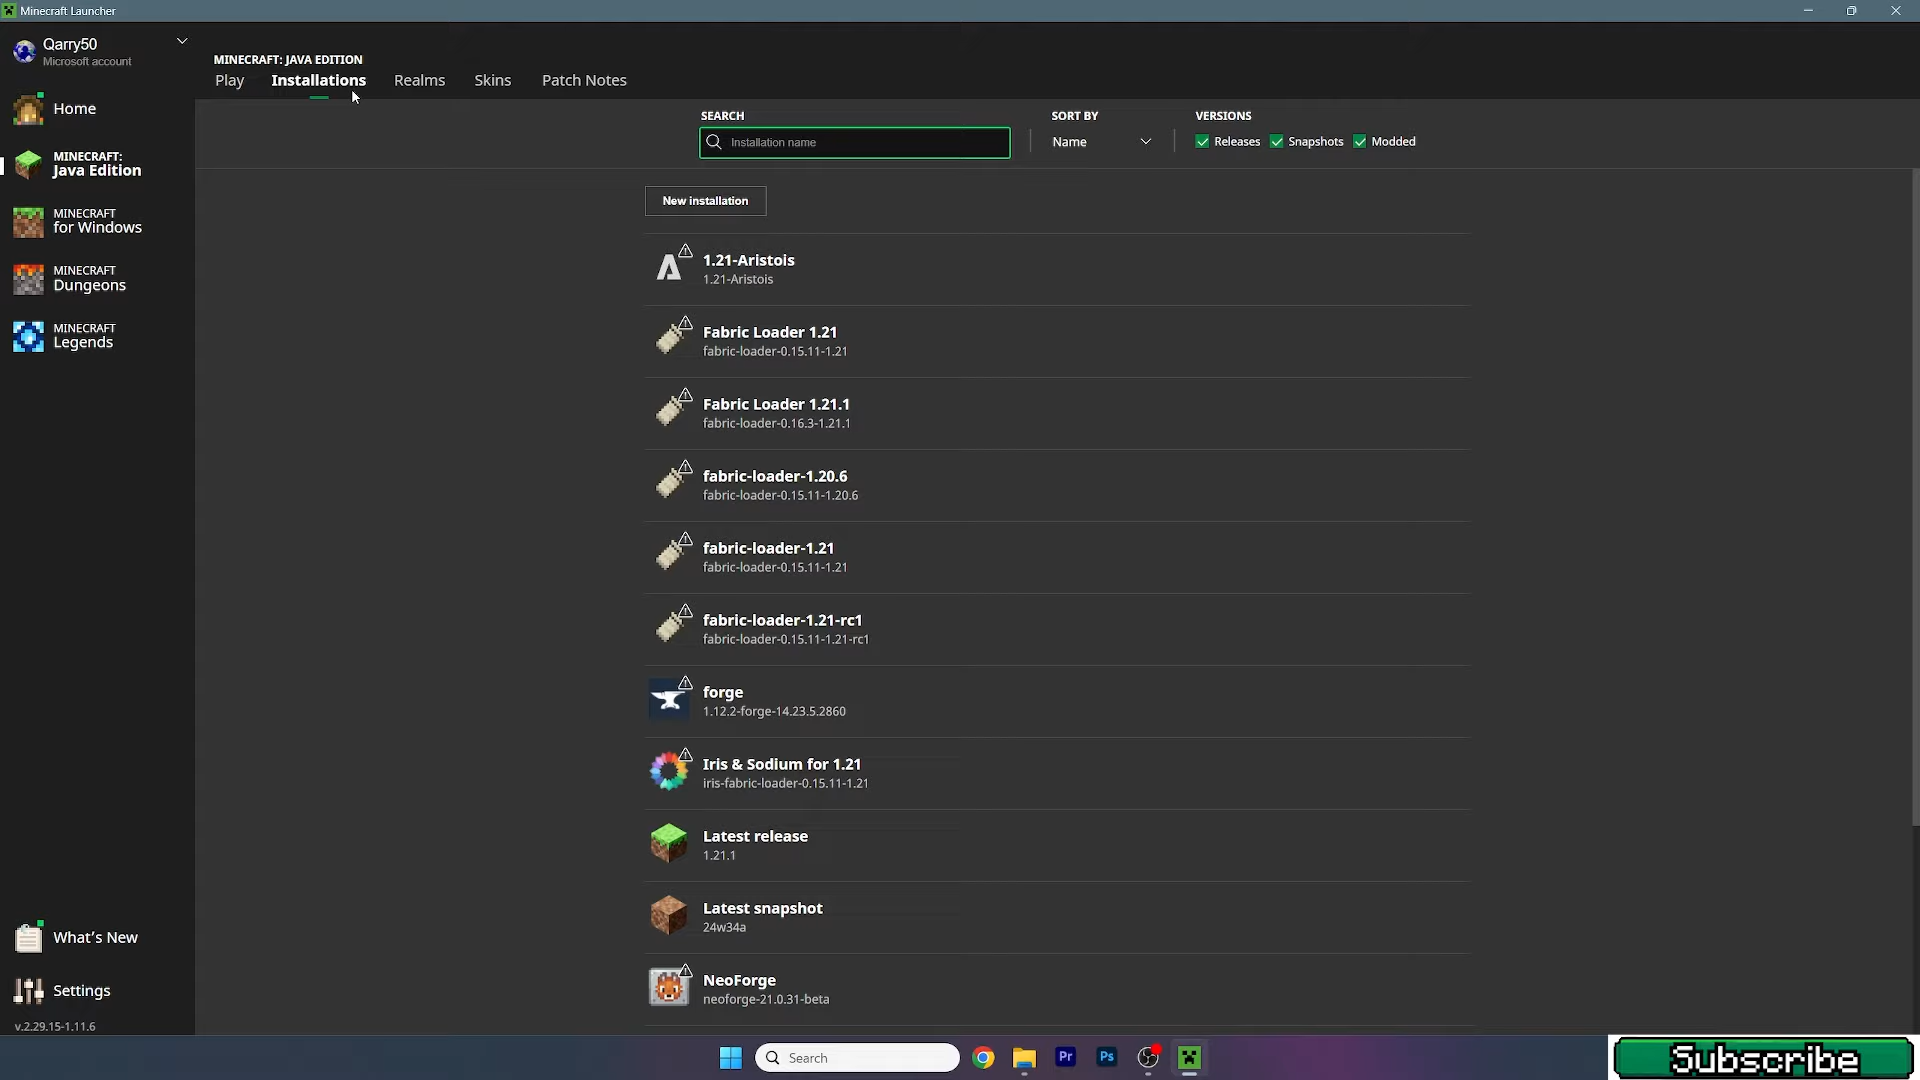 Minecraft Launcher
Qarry50
Microsoft account
Home
MINECRAFT:
Java Edition
MINECRAFT
for Windows
MINECRAFT
Dungeons
MINECRAFT
Legends
What's New
Settings
v.2.29.15-1.11.6
MINECRAFT: JAVA EDITION
Play Installations Realms Skins Patch Notes
SEARCH SORT BY VERSIONS
Installation name Name Releases Snapshots Modded
New installation
1.21-Aristois
1.21-Aristois
Fabric Loader 1.21
fabric-loader-0.15.11-1.21
Fabric Loader 1.21.1
fabric-loader-0.16.3-1.21.1
fabric-loader-1.20.6
fabric-loader-0.15.11-1.20.6
fabric-loader-1.21
fabric-loader-0.15.11-1.21
fabric-loader-1.21-rc1
fabric-loader-0.15.11-1.21-rc1
forge
1.12.2-forge-14.23.5.2860
Iris & Sodium for 1.21
iris-fabric-loader-0.15.11-1.21
Latest release
1.21.1
Latest snapshot
24w34a
NeoForge
neoforge-21.0.31-beta
Search Pr Ps
Subscribe